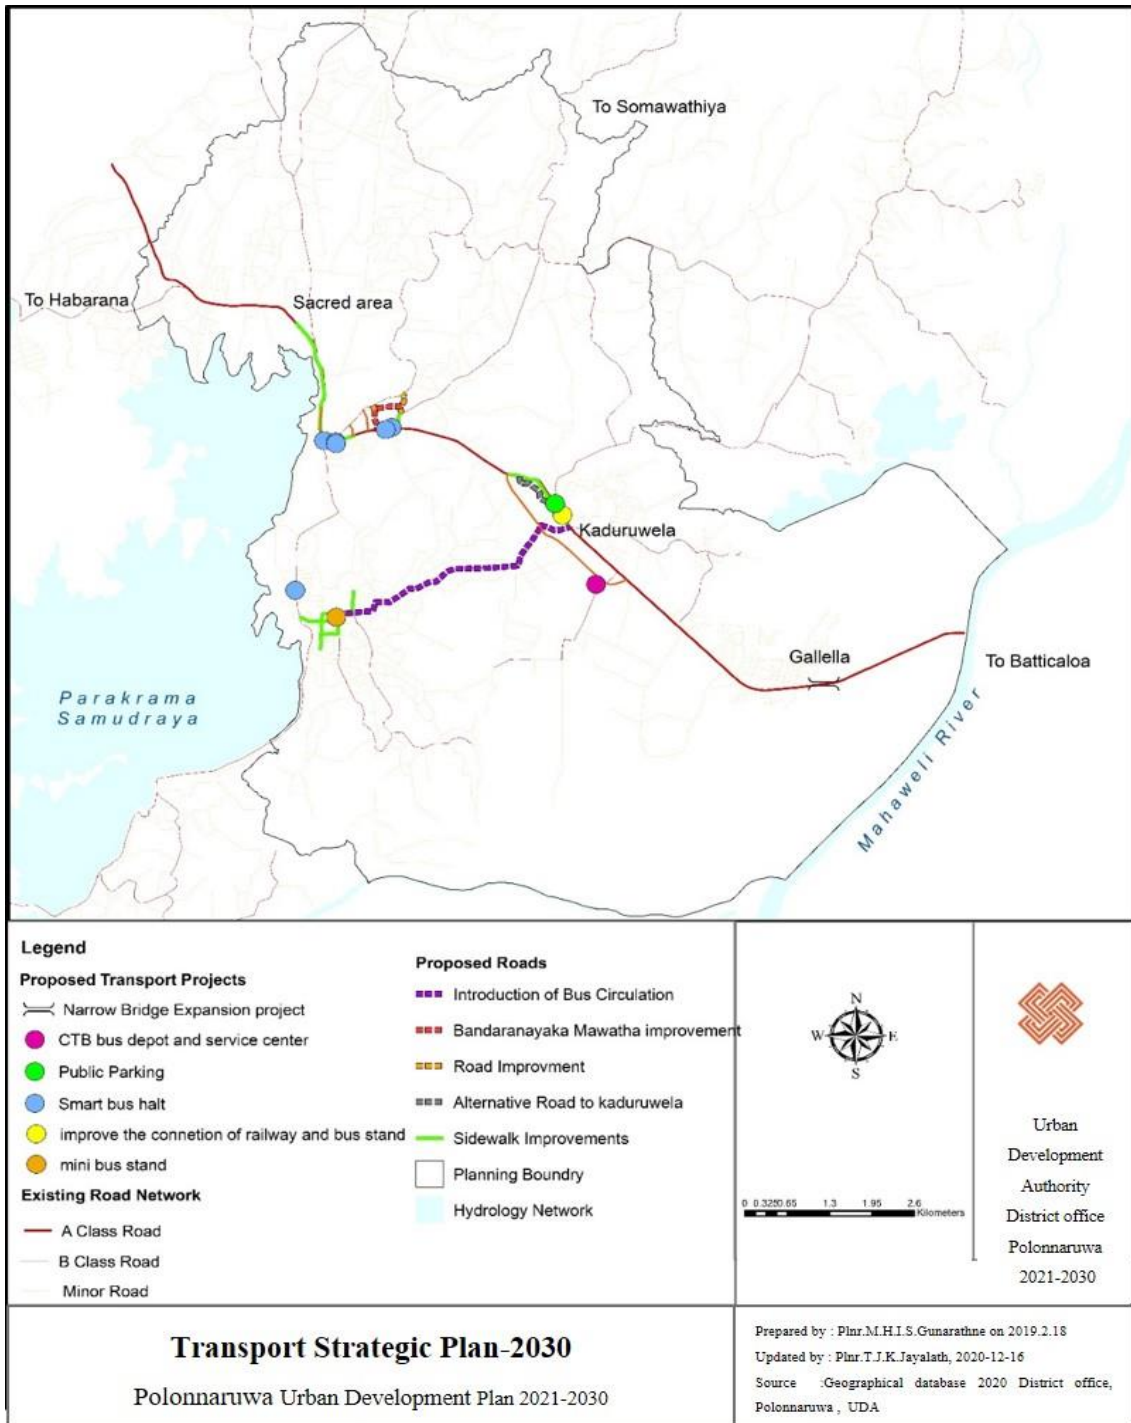 To Somawathiya
To Habarana
Sacred area
Kaduruwela
Gallella
To Batticaloa
Parakrama
Samudraya
Mahaweli River
Legend
Proposed Transport Projects
Narrow Bridge Expansion project
CTB bus depot and service center
Public Parking
Smart bus halt
improve the connetion of railway and bus stand
mini bus stand
Existing Road Network
A Class Road
B Class Road
Minor Road
Proposed Roads
Introduction of Bus Circulation
Bandaranayaka Mawatha improvement
Road Improvment
Alternative Road to kaduruwela
Sidewalk Improvements
Planning Boundry
Hydrology Network
N
W E
S
0 0.3250.65 1.3 1.95 2.6
Kilometers
Urban
Development
Authority
District office
Polonnaruwa
2021-2030
Transport Strategic Plan-2030
Polonnaruwa Urban Development Plan 2021-2030
Prepared by : Plnr.M.H.I.S.Gunarathne on 2019.2.18
Updated by : Plnr.T.J.K.Jayalath, 2020-12-16
Source :Geographical database 2020 District office,
Polonnaruwa , UDA